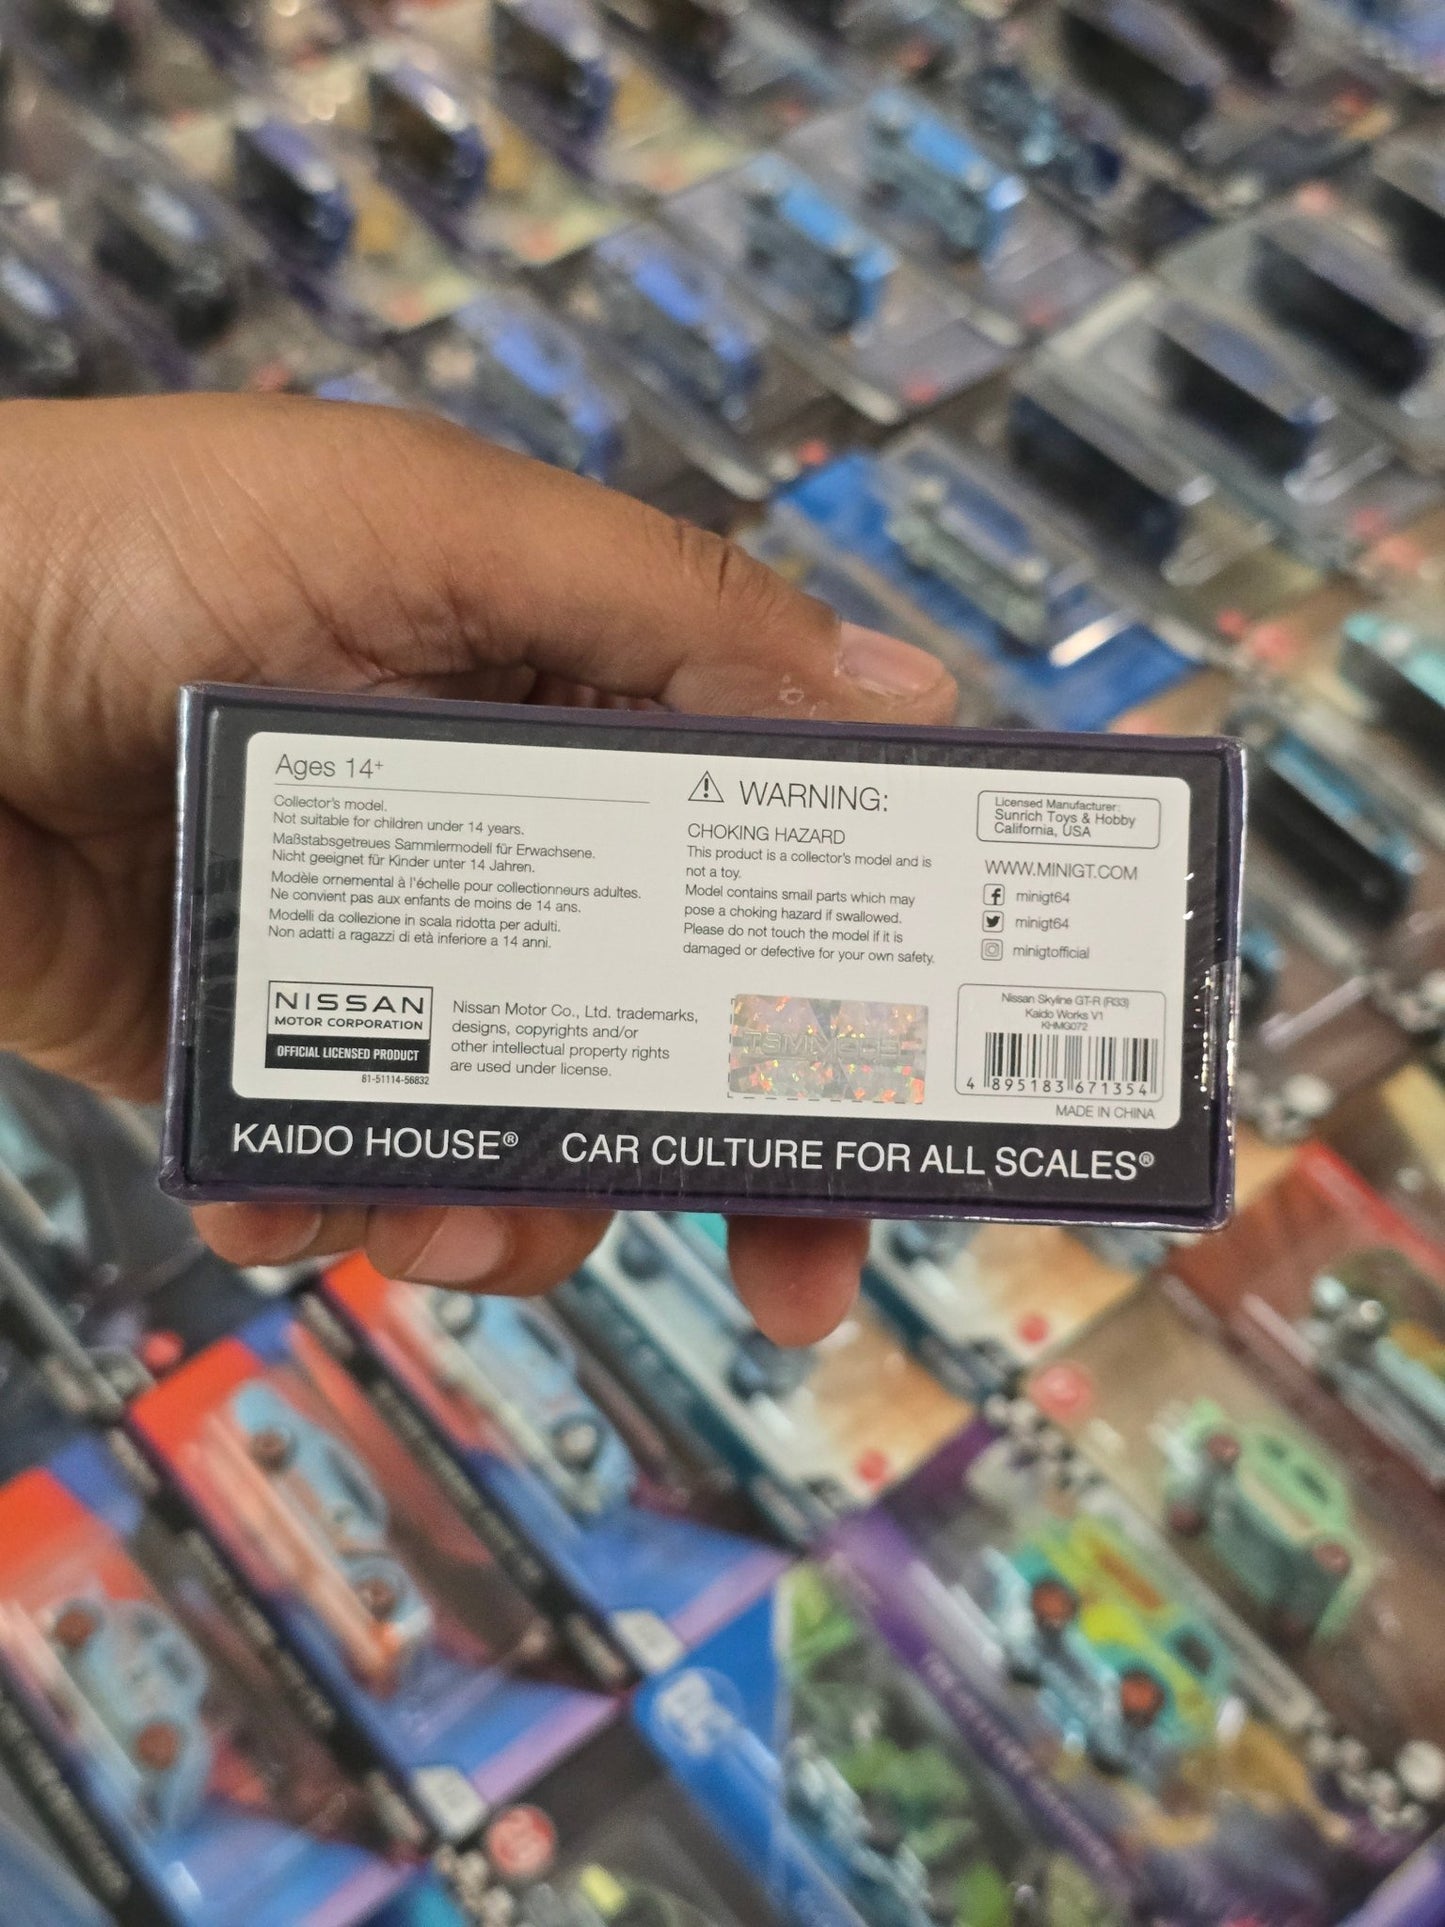 Ages 14+
Collector's model.
Not suitable for children under 14 years.
Maßstabsgetreues Sammlermodell für Erwachsene.
Nicht geeignet für Kinder unter 14 Jahren.
Modèle ornemental à l'échelle pour collectionneurs adultes.
Ne convient pas aux enfants de moins de 14 ans.
Modelli da collezione in scala ridotta per adulti.
Non adatti a ragazzi di età inferiore a 14 anni.
WARNING:
CHOKING HAZARD
This product is a collector's model and is
not a toy.
Model contains small parts which may
pose a choking hazard if swallowed.
Please do not touch the model if it is
damaged or defective for your own safety.
Licensed Manufacturer:
Sunrich Toys & Hobby
California, USA
WWW.MINIGT.COM
minigt64
minigt64
minigtofficial
NISSAN
MOTOR CORPORATION
OFFICIAL LICENSED PRODUCT
81-51114-56832
Nissan Motor Co., Ltd. trademarks,
designs, copyrights and/or
other intellectual property rights
are used under license.
Nissan Skyline GT-R (R33)
Kaido Works V1
KHMG072
4 895183 671354
MADE IN CHINA
KAIDO HOUSE® CAR CULTURE FOR ALL SCALES®
DC